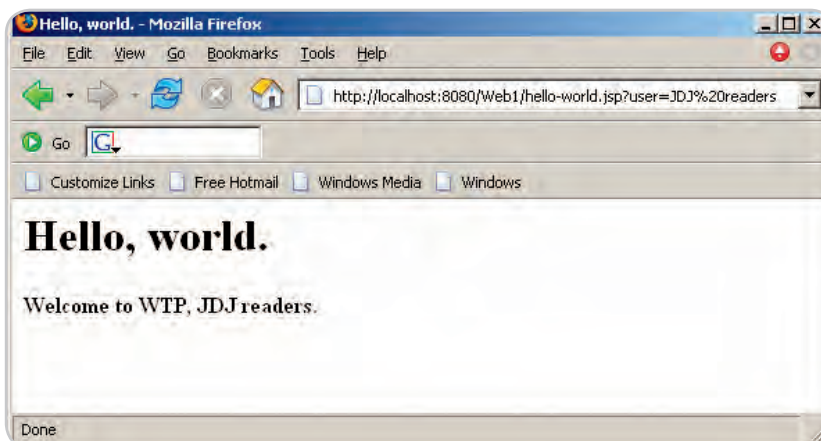 Hello, world. - Mozilla Firefox
File Edit View Go Bookmarks Tools Help
http://localhost:8080/Web1/hello-world.jsp?user=JDJ%20readers
Go G
Customize Links Free Hotmail Windows Media Windows
Hello, world.
Welcome to WTP, JDJ readers.
Done